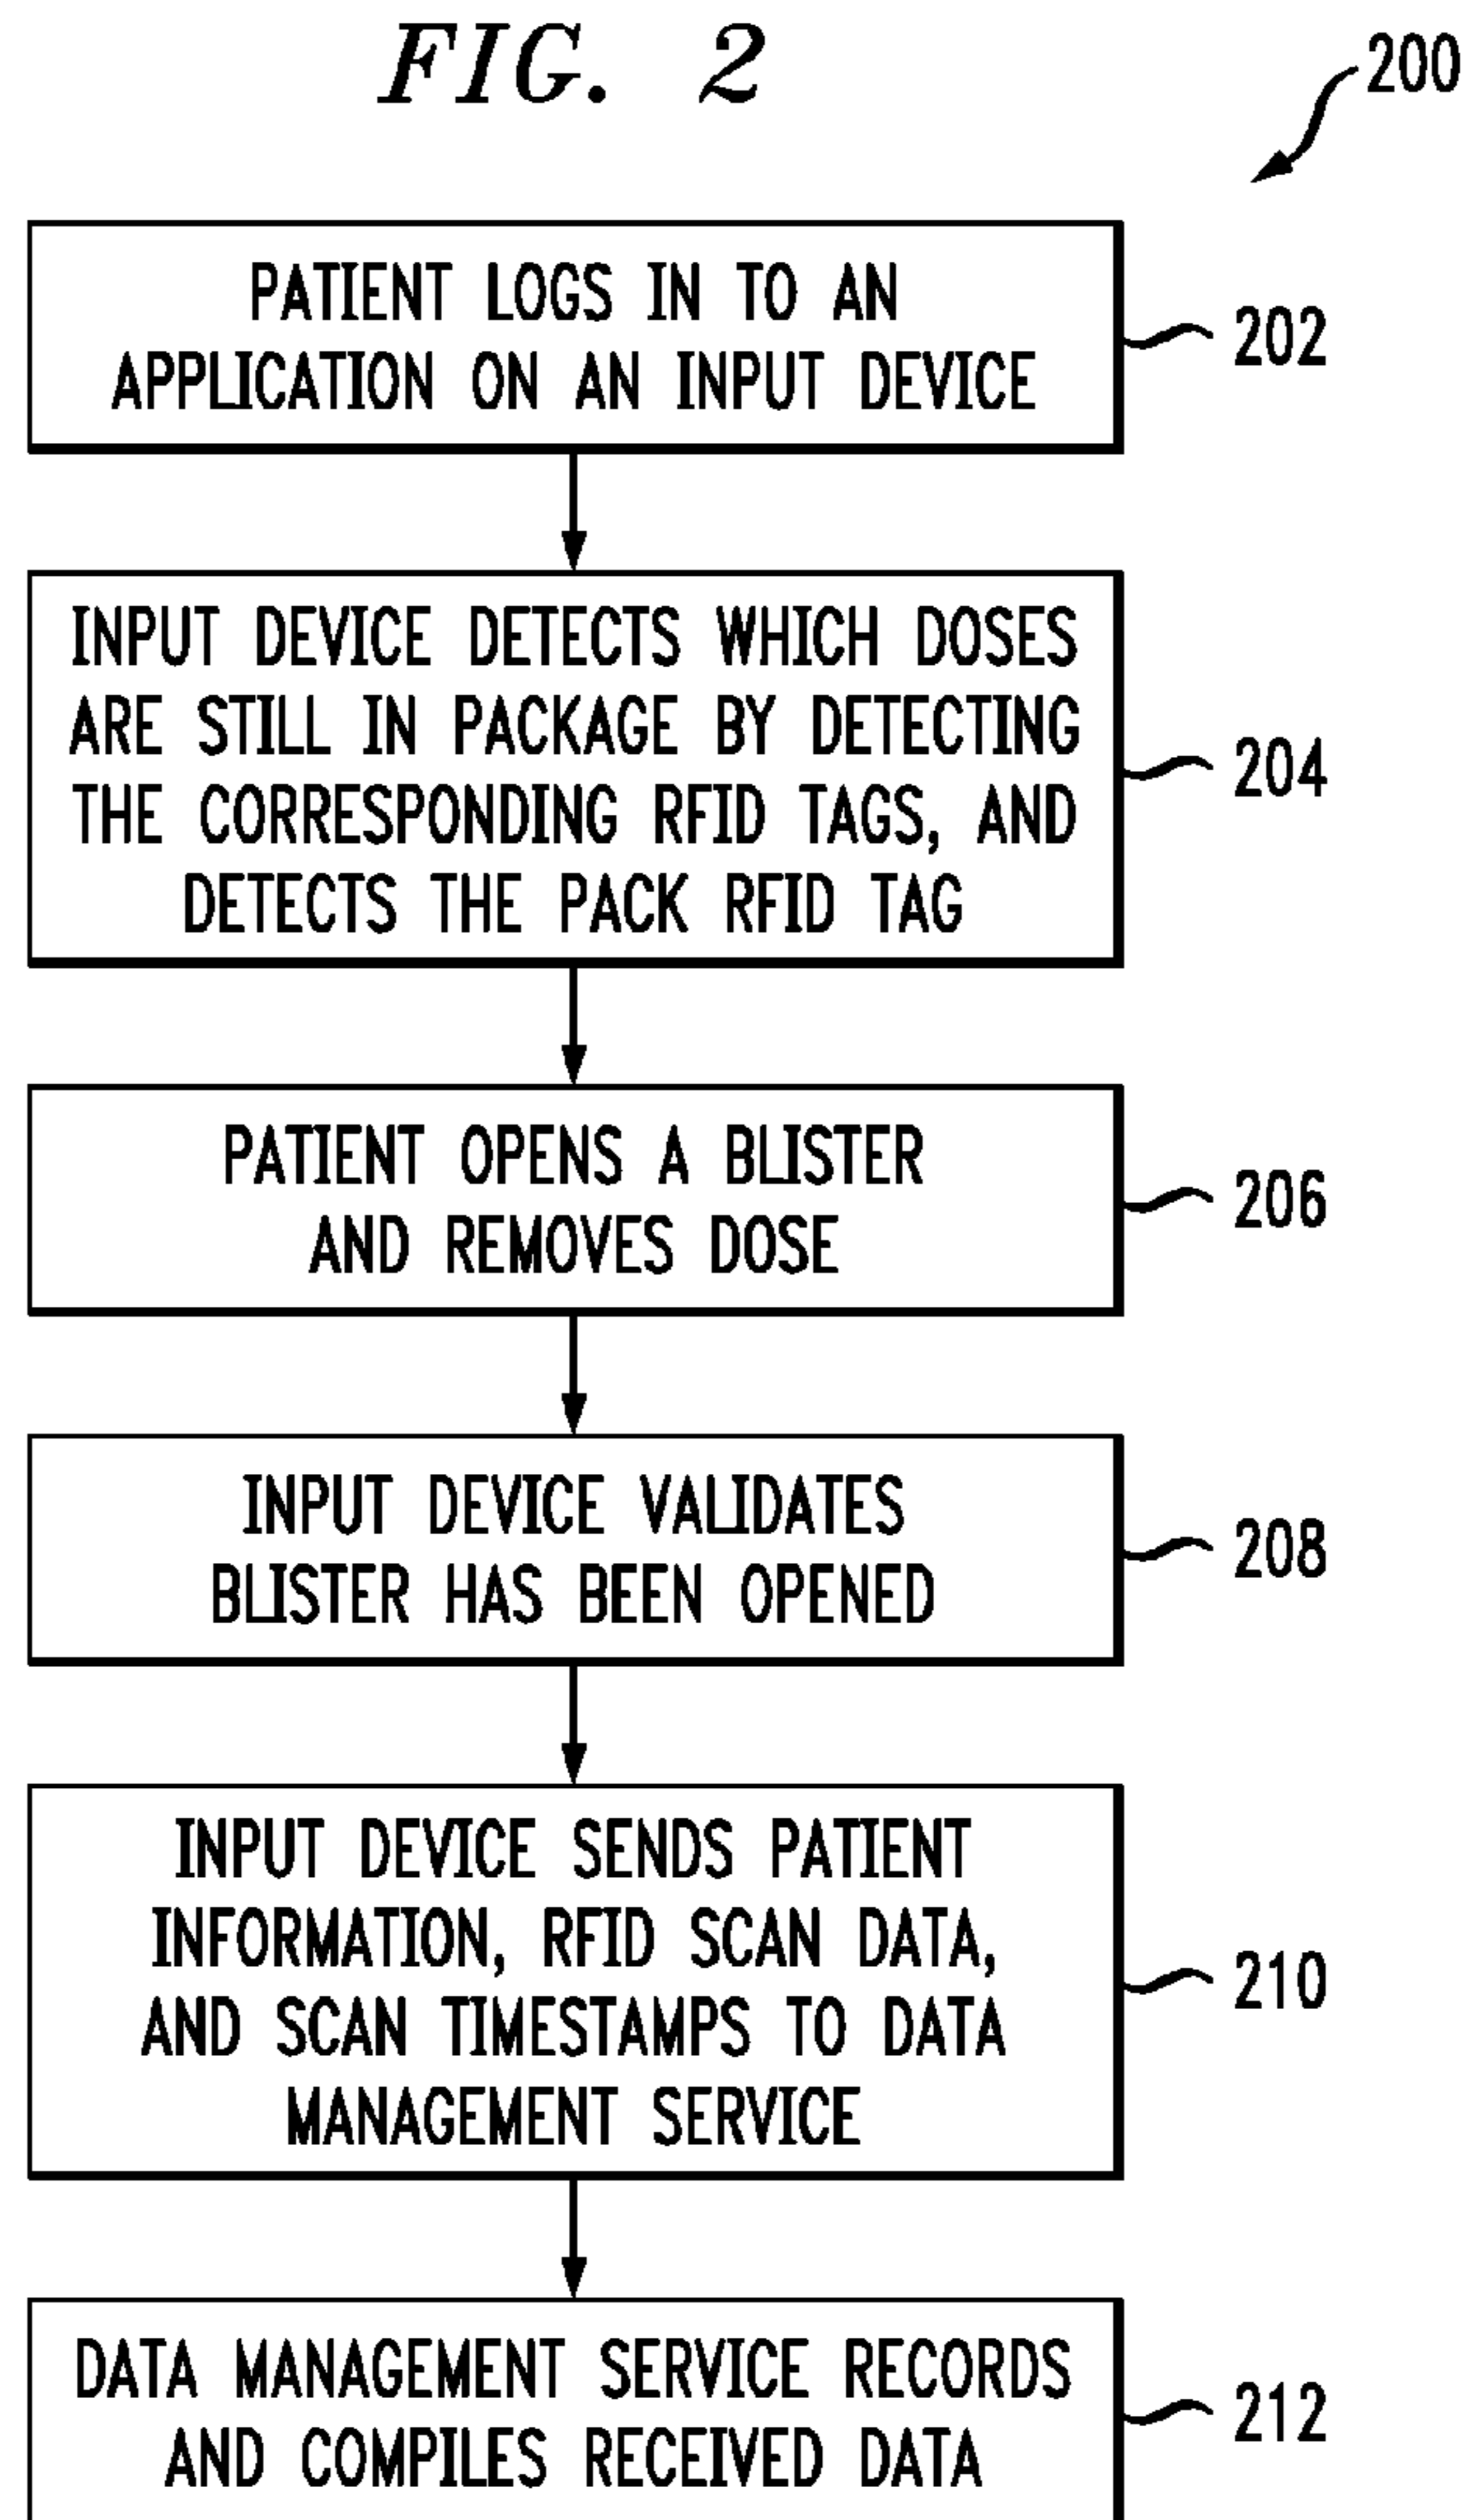 FIG. 2
200
PATIENT LOGS IN TO AN
APPLICATION ON AN INPUT DEVICE
202
INPUT DEVICE DETECTS WHICH DOSES
ARE STILL IN PACKAGE BY DETECTING
THE CORRESPONDING RFID TAGS, AND
DETECTS THE PACK RFID TAG
204
PATIENT OPENS A BLISTER
AND REMOVES DOSE
206
INPUT DEVICE VALIDATES
BLISTER HAS BEEN OPENED
208
INPUT DEVICE SENDS PATIENT
INFORMATION, RFID SCAN DATA,
AND SCAN TIMESTAMPS TO DATA
MANAGEMENT SERVICE
210
DATA MANAGEMENT SERVICE RECORDS
AND COMPILES RECEIVED DATA
212